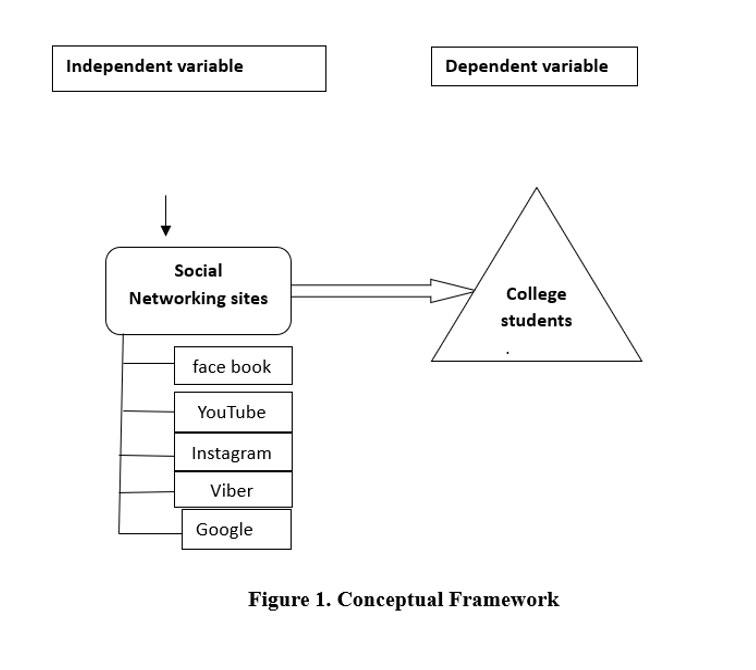 Independent variable
Dependent variable
Social
Networking sites
College
students
.
face book
YouTube
Instagram
Viber
Google
Figure 1. Conceptual Framework